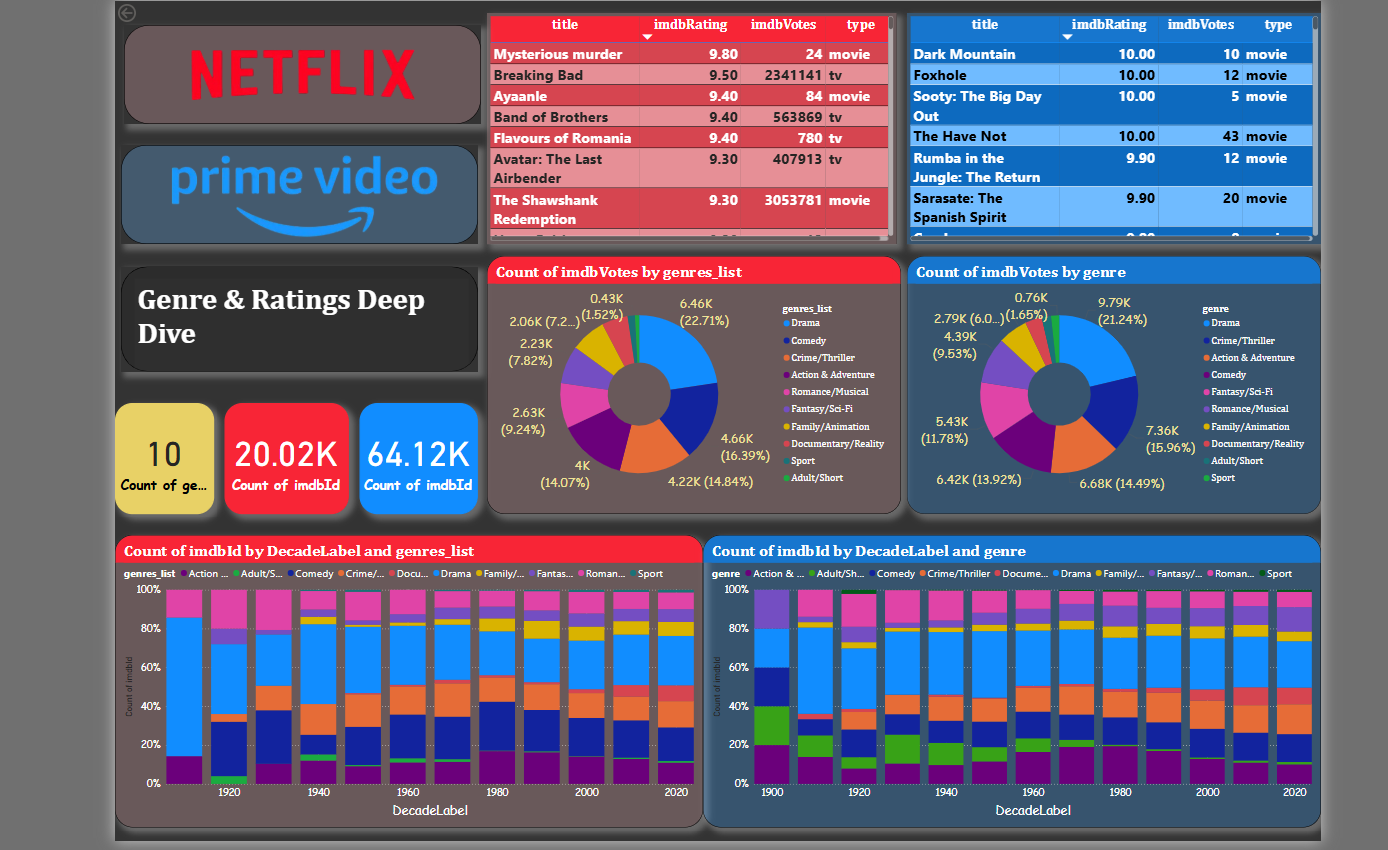 NETFLIX
prime video
Genre & Ratings Deep
Dive
10
Count of ge...
20.02K
Count of imdbId
64.12K
Count of imdbId
title imdbRating imdbVotes type
Mysterious murder 9.80 24 movie
Breaking Bad 9.50 2341141 tv
Ayaanle 9.40 84 movie
Band of Brothers 9.40 563869 tv
Flavours of Romania 9.40 780 tv
Avatar: The Last 9.30 407913 tv
Airbender
The Shawshank 9.30 3053781 movie
Redemption
title imdbRating imdbVotes type
Dark Mountain 10.00 10 movie
Foxhole 10.00 12 movie
Sooty: The Big Day 10.00 5 movie
Out
The Have Not 10.00 43 movie
Rumba in the 9.90 12 movie
Jungle: The Return
Sarasate: The 9.90 20 movie
Spanish Spirit
Count of imdbVotes by genres_list
0.43K
(1.52%)
6.46K
(22.71%)
2.06K (7.2...)
2.23K
(7.82%)
2.63K
(9.24%)
4K
(14.07%)
4.22K (14.84%)
4.66K
(16.39%)
genres_list
Drama
Comedy
Crime/Thriller
Action & Adventure
Romance/Musical
Fantasy/Sci-Fi
Family/Animation
Documentary/Reality
Sport
Adult/Short
Count of imdbVotes by genre
0.76K
(1.65%)
9.79K
(21.24%)
2.79K (6.0...)
4.39K
(9.53%)
5.43K
(11.78%)
6.42K (13.92%)
6.68K (14.49%)
7.36K
(15.96%)
genre
Drama
Crime/Thriller
Action & Adventure
Comedy
Fantasy/Sci-Fi
Romance/Musical
Family/Animation
Documentary/Reality
Adult/Short
Sport
Count of imdbId by DecadeLabel and genres_list
genres_list Action ... Adult/S... Comedy Crime/... Docu... Drama Family/... Fantas... Roman... Sport
100%
80%
60%
40%
20%
0%
Count of imdbId
1920 1940 1960 1980 2000 2020
DecadeLabel
Count of imdbId by DecadeLabel and genre
genre Action & ... Adult/Sh... Comedy Crime/Thriller Docume... Drama Family/... Fantasy/... Roman... Sport
100%
80%
60%
40%
20%
0%
Count of imdbId
1900 1920 1940 1960 1980 2000 2020
DecadeLabel